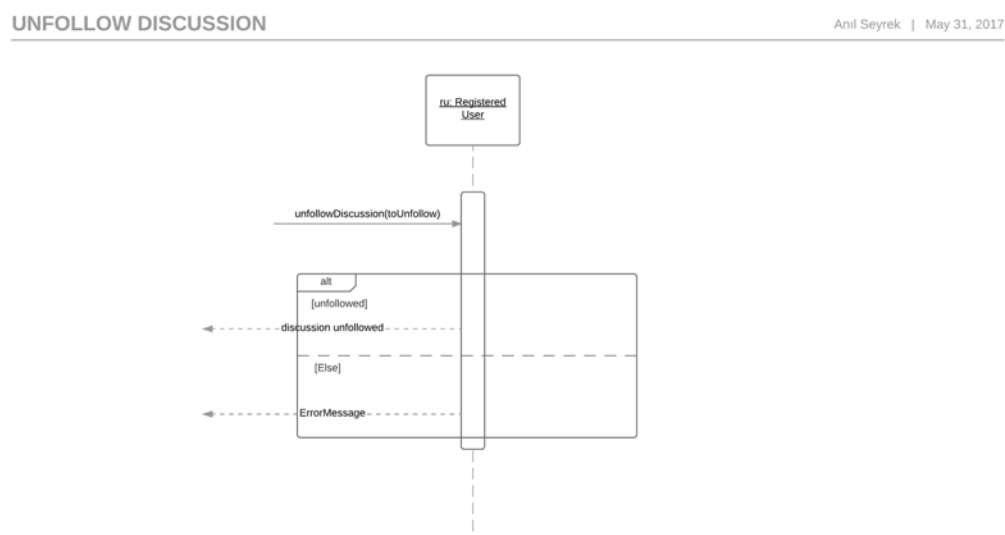 UNFOLLOW DISCUSSION
Anıl Seyrek | May 31, 2017
ru: Registered
User
unfollowDiscussion(toUnfollow)
alt
[unfollowed]
discussion unfollowed
[Else]
ErrorMessage